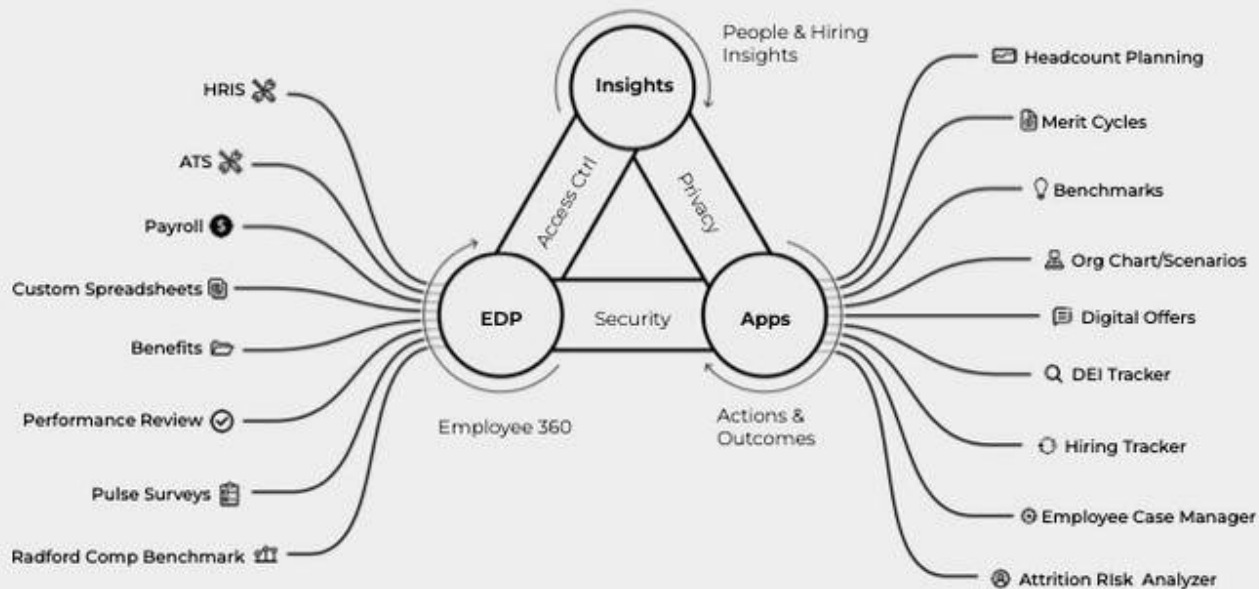 HRIS
ATS
Payroll
Custom Spreadsheets
Benefits
Performance Review
Pulse Surveys
Radford Comp Benchmark
Insights
People & Hiring
Insights
Access Ctrl
Privacy
EDP
Security
Apps
Employee 360
Actions &
Outcomes
Headcount Planning
Merit Cycles
Benchmarks
Org Chart/Scenarios
Digital Offers
DEI Tracker
Hiring Tracker
Employee Case Manager
Attrition RIsk Analyzer